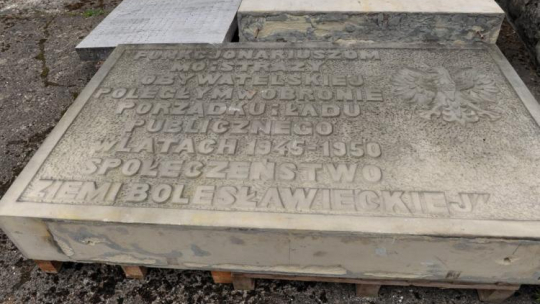 „FUNKCJONARIUSZOM
MO i STRAŻY
OBYWATELSKIEJ
POLEGŁYM W OBRONIE
PORZĄDKU i ŁADU
PUBLICZNEGO
W LATACH 1945-1950
SPOŁECZEŃSTWO
ZIEMI BOLESŁAWIECKIEJ"